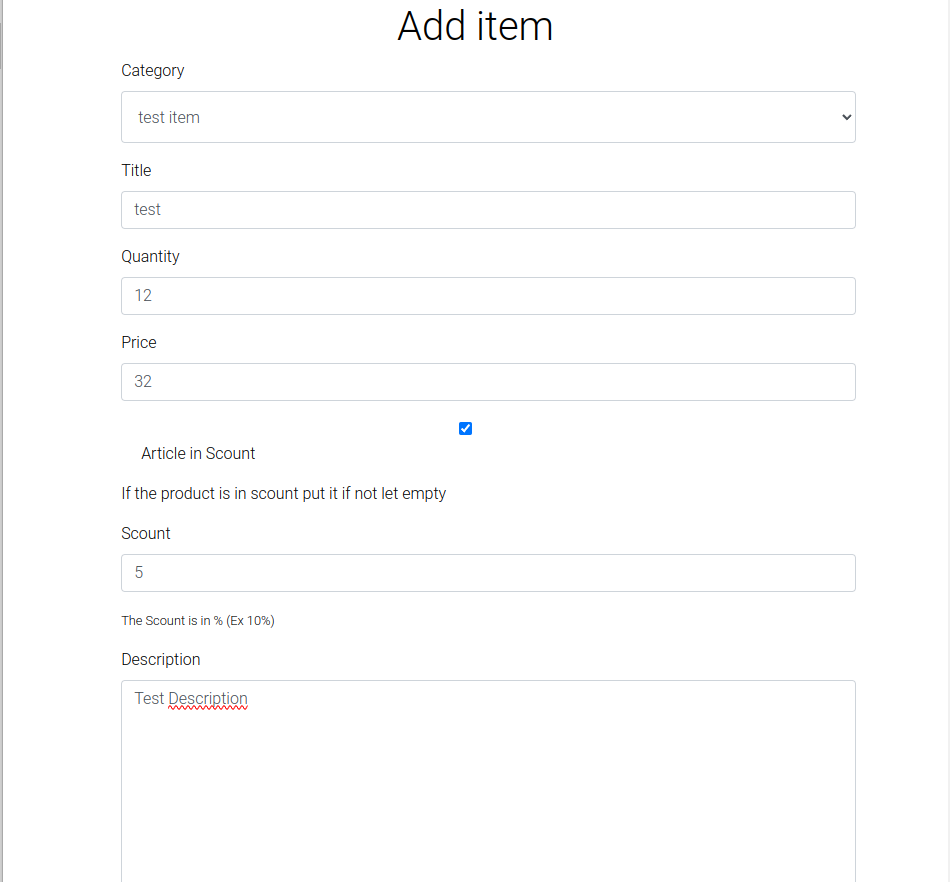 Add item
Category
test item
Title
test
Quantity
12
Price
32
Article in Scount
If the product is in scount put it if not let empty
Scount
5
The Scount is in % (Ex 10%)
Description
Test Description